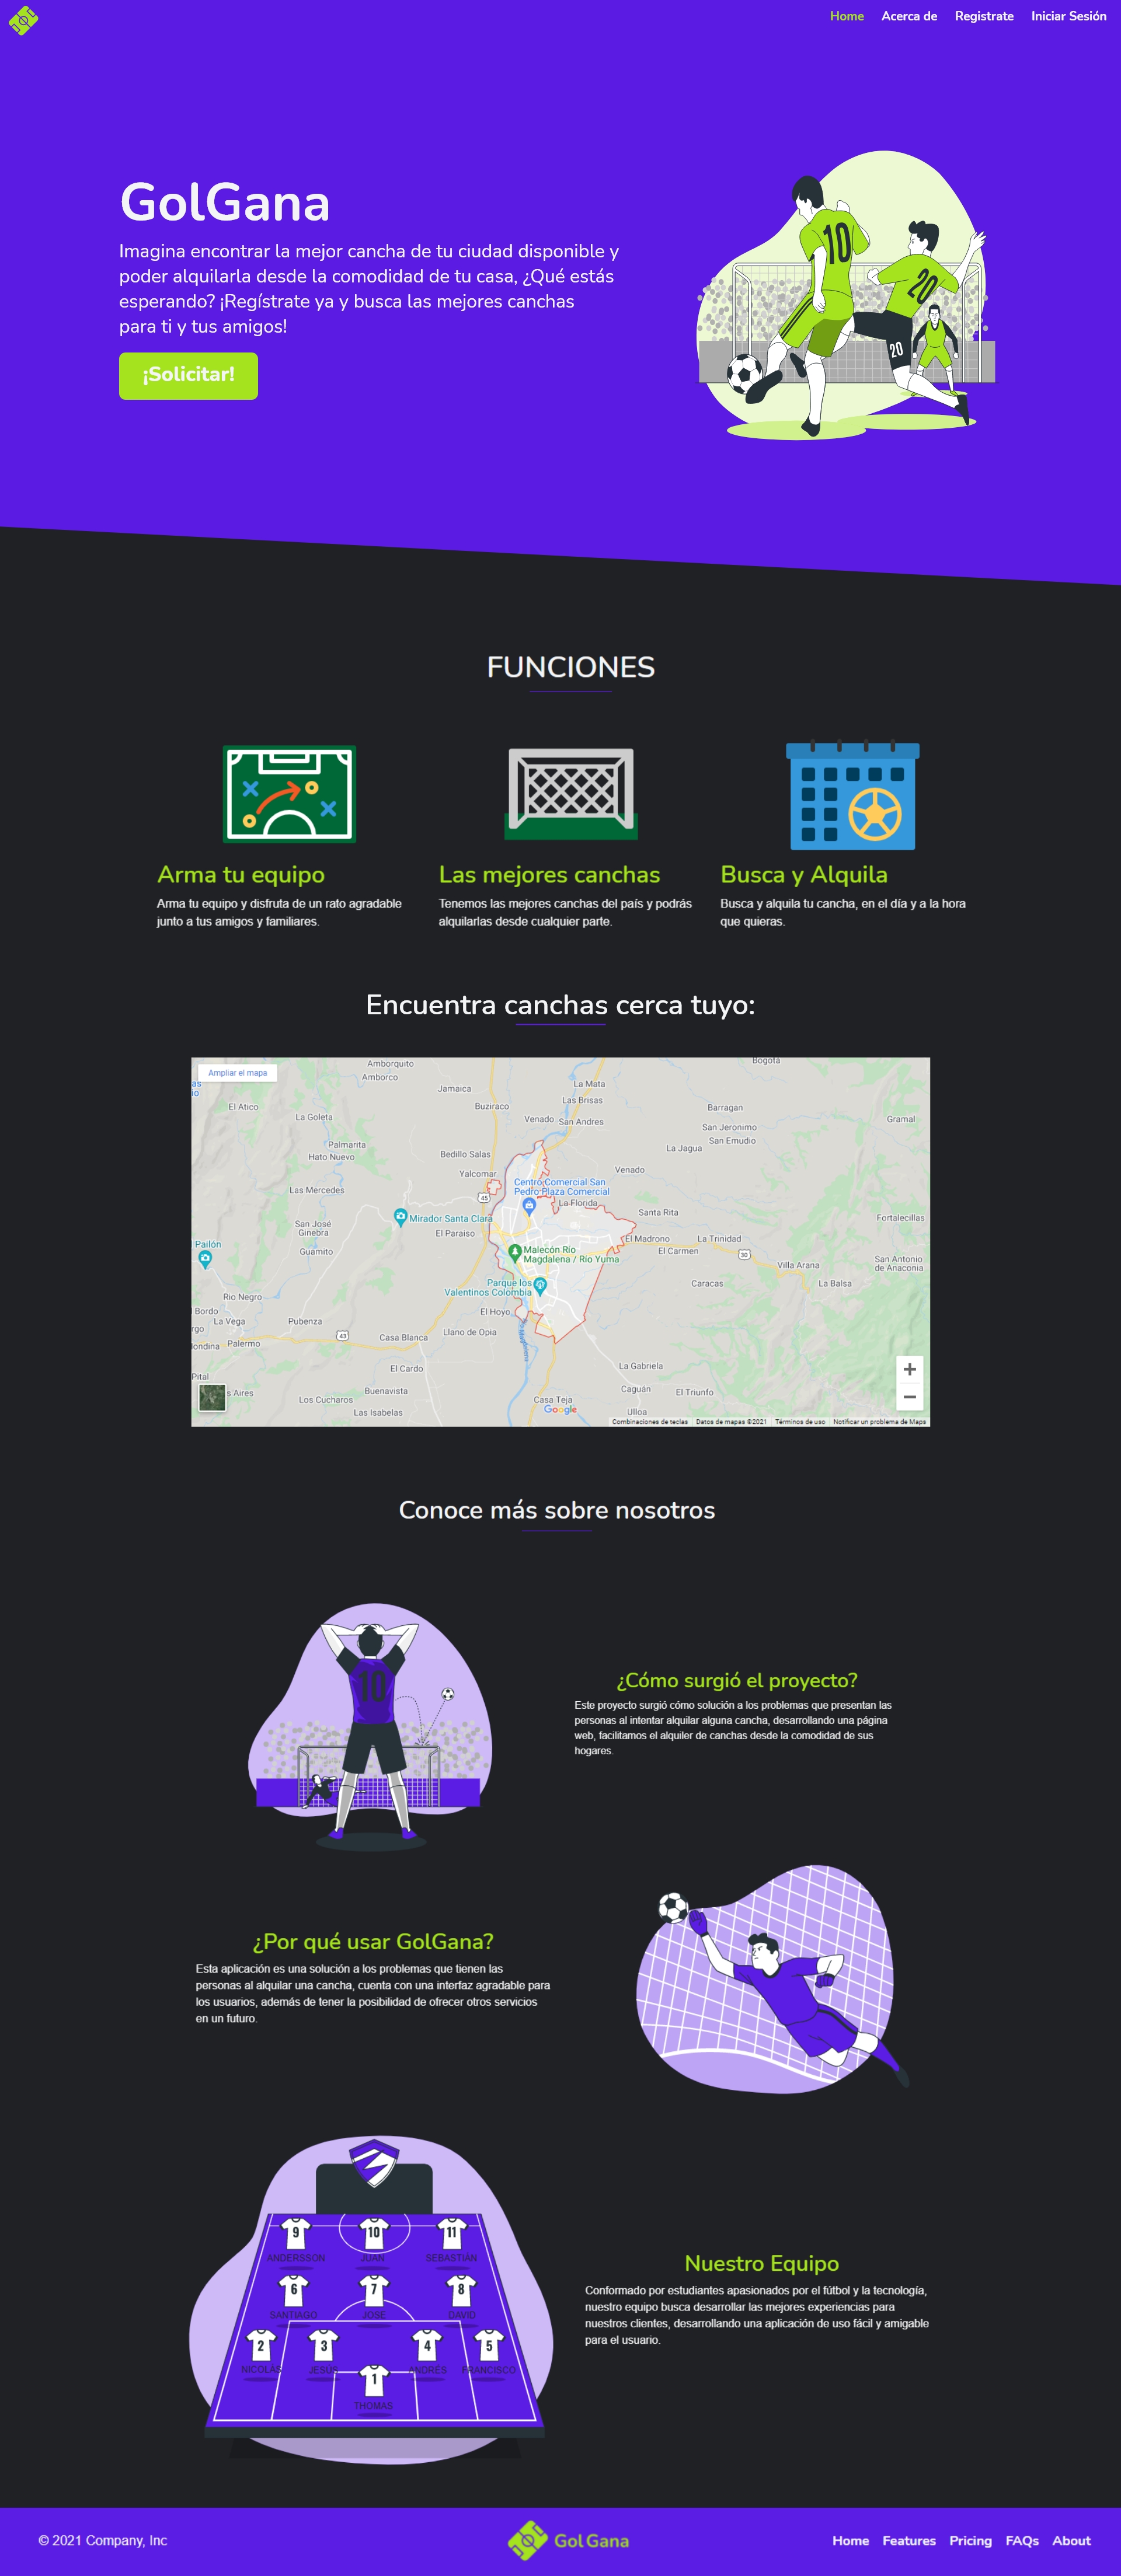 Home Acerca de Registrate Iniciar Sesión
GolGana
Imagina encontrar la mejor cancha de tu ciudad disponible y
poder alquilarla desde la comodidad de tu casa, ¿Qué estás
esperando? ¡Regístrate ya y busca las mejores canchas
para ti y tus amigos!
¡Solicitar!
10
20
20
FUNCIONES
Arma tu equipo
Arma tu equipo y disfruta de un rato agradable
junto a tus amigos y familiares.
Las mejores canchas
Tenemos las mejores canchas del país y podrás
alquilarlas desde cualquier parte.
Busca y Alquila
Busca y alquila tu cancha, en el día y a la hora
que quieras.
Encuentra canchas cerca tuyo:
Ampliar el mapa
Amborquito
Bogotá
Amborco
Jamaica
La Mata
Las Brisas
El Atico
Buziraco
Barragan
La Goleta
Venado
San Andres
Gramal
San Jeronimo
San Emudio
Palmarita
La Jagua
Hato Nuevo
Bedillo Salas
Venado
Yalcomar
Las Mercedes
Centro Comercial San
Pedro Plaza Comercial
45
La Florida
Santa Rita
Mirador Santa Clara
Fortalecillas
San José
Ginebra
El Paraiso
El Madrono
La Trinidad
Pailón
Guamito
Malecón Río
Magdalena / Río Yuma
El Carmen
30
Villa Arana
San Antonio
de Anaconia
Parque los
Valentinos Colombia
Caracas
La Balsa
Rio Negro
Bordo
El Hoyo
La Vega
Pubenza
Llano de Opia
43
Casa Blanca
Palermo
La Gabriela
El Cardo
Pital
Caguán
El Triunfo
Buenavista
s Aires
Los Cucharos
Casa Teja
Las Isabelas
Google
Ulloa
Combinaciones de teclas Datos de mapas ©2021 Términos de uso Notificar un problema de Maps
Conoce más sobre nosotros
10
¿Cómo surgió el proyecto?
Este proyecto surgió cómo solución a los problemas que presentan las
personas al intentar alquilar alguna cancha, desarrollando una página
web, facilitamos el alquiler de canchas desde la comodidad de sus
hogares.
¿Por qué usar GolGana?
Esta aplicación es una solución a los problemas que tienen las
personas al alquilar una cancha, cuenta con una interfaz agradable para
los usuarios, además de tener la posibilidad de ofrecer otros servicios
en un futuro.
9 10 11
ANDERSSON JUAN SEBASTIÁN
6 7 8
SANTIAGO JOSE DAVID
2 3 4 5
NICOLÁS JESÚS ANDRÉS FRANCISCO
1
THOMAS
Nuestro Equipo
Conformado por estudiantes apasionados por el fútbol y la tecnología,
nuestro equipo busca desarrollar las mejores experiencias para
nuestros clientes, desarrollando una aplicación de uso fácil y amigable
para el usuario.
© 2021 Company, Inc
Gol Gana
Home Features Pricing FAQs About